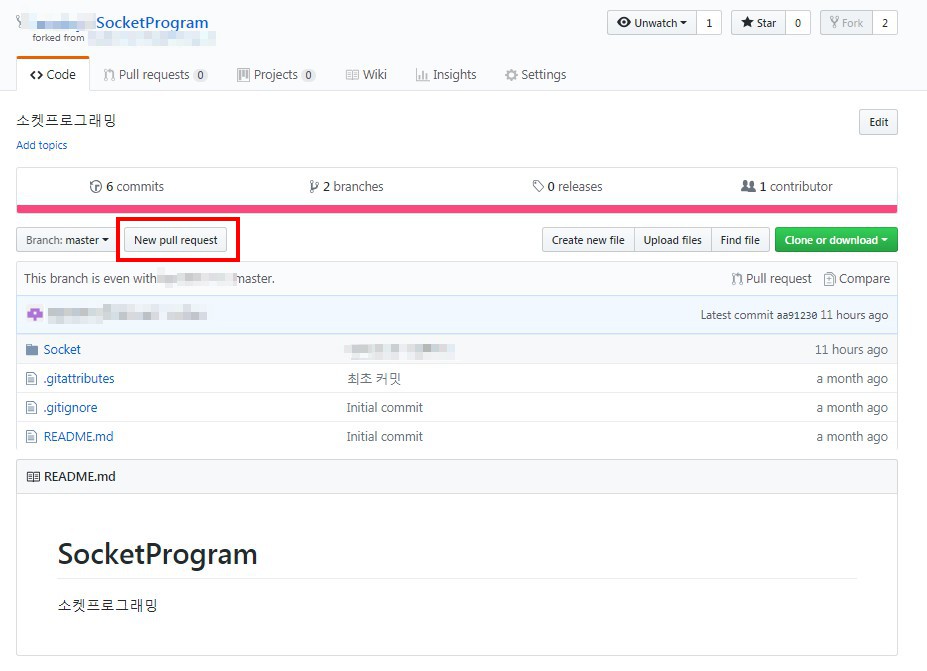 SocketProgram
forked from
Unwatch 1 Star 0 Fork 2
Code Pull requests 0 Projects 0 Wiki Insights Settings
소켓프로그래밍 Edit
Add topics
6 commits 2 branches 0 releases 1 contributor
Branch: master New pull request Create new file Upload files Find file Clone or download
This branch is even with master. Pull request Compare
Latest commit aa91230 11 hours ago
Socket 11 hours ago
.gitattributes 최초 커밋 a month ago
.gitignore Initial commit a month ago
README.md Initial commit a month ago
README.md
SocketProgram
소켓프로그래밍